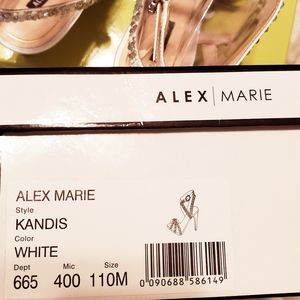 ALEX | MARIE
ALEX MARIE
Style
KANDIS
Color
WHITE
Dept Mic Size
665 400 110M
0 090688 586149